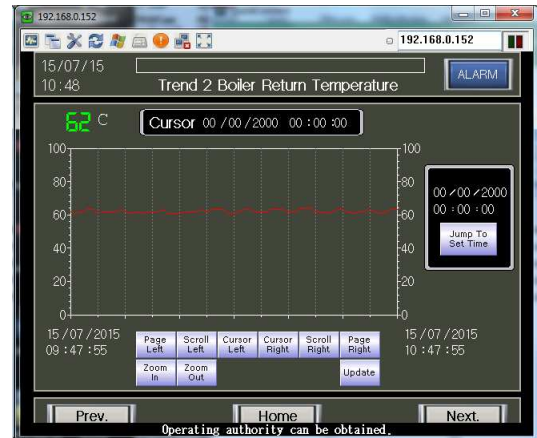 192.168.0.152
192.168.0.152
15/07/15
10:48
Trend 2 Boiler Return Temperature
ALARM
62 C
Cursor 00/00/2000 00:00:00
100 100
80 80
60 60
40 40
20 20
0 0
00/00/2000
00:00:00
Jump To
Set Time
15/07/2015
09:47:55
Page Left
Scroll Left
Cursor Left
Cursor Right
Scroll Right
Page Right
Zoom In
Zoom Out
Update
15/07/2015
10:47:55
Prev.
Home
Next.
Operating authority can be obtained.